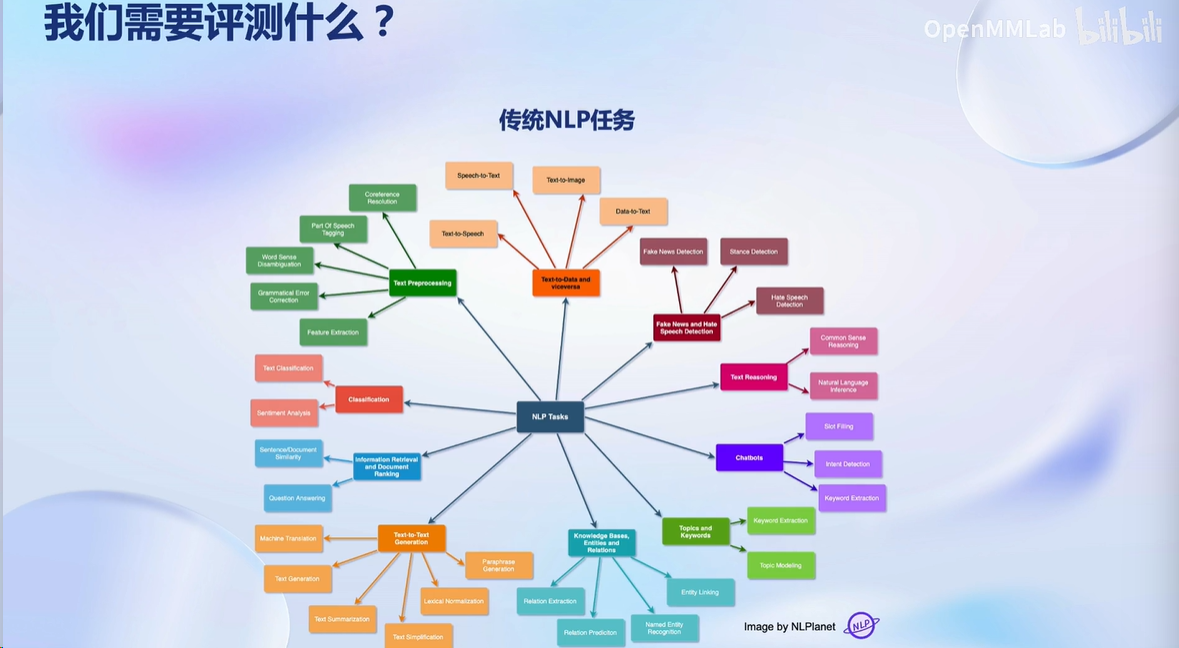 我们需要评测什么？
OpenMMLab bilibili
传统NLP任务
Speech-to-Text
Text-to-Image
Data-to-Text
Text-to-Speech
Text-to-Data and
viceversa
Coreference
Resolution
Part Of Speech
Tagging
Word Sense
Disambiguation
Grammatical Error
Correction
Feature Extraction
Text Preprocessing
Fake News Detection
Stance Detection
Hate Speech
Detection
Fake News and Hate
Speech Detection
Common Sense
Reasoning
Natural Language
Inference
Text Reasoning
Text Classification
Sentiment Analysis
Classification
NLP Tasks
Slot Filing
Intent Detection
Keyword Extraction
Chatbots
Sentence/Document
Similarity
Question Answering
Information Retrieval
and Document
Ranking
Keyword Extraction
Topic Modeling
Topics and
Keywords
Machine Translation
Text Generation
Text Summarization
Text Simplification
Lexical Normalization
Paraphrase
Generation
Text-to-Text
Generation
Knowledge Bases,
Entities and
Relations
Relation Extraction
Relation Prediciton
Named Entity
Recognition
Entity Linking
Image by NLPlanet
NLP